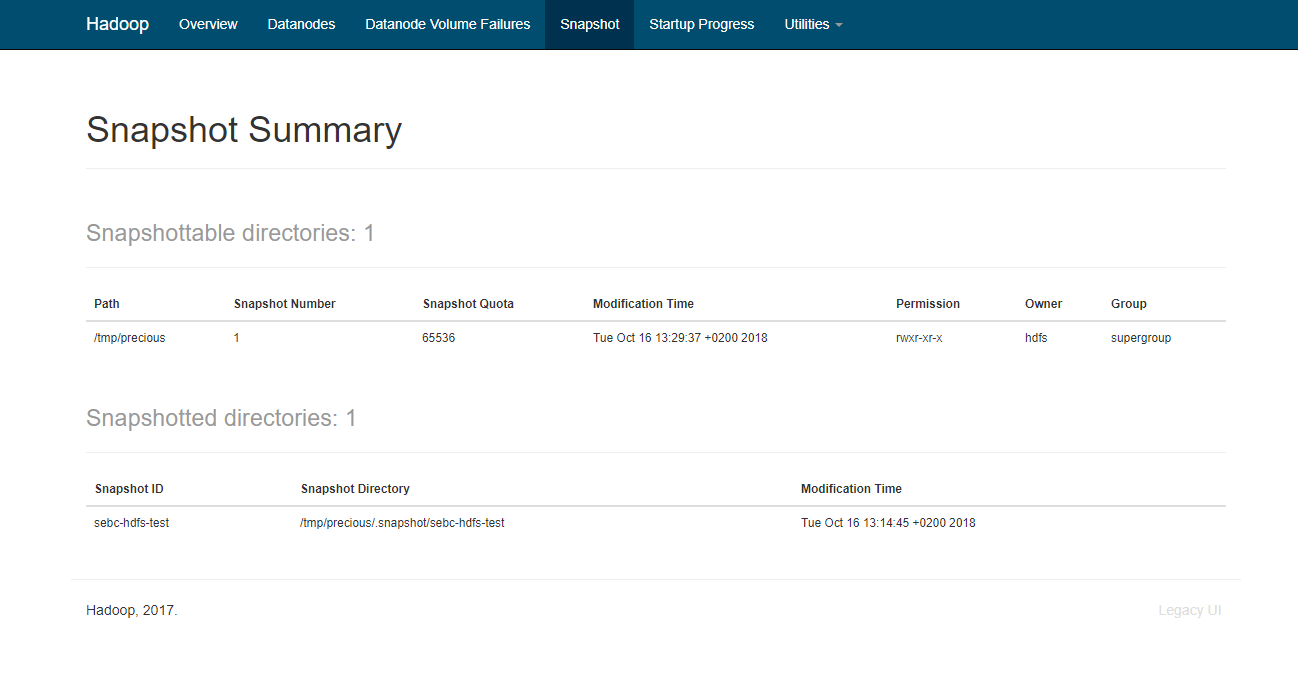 Hadoop Overview Datanodes Datanode Volume Failures Snapshot Startup Progress Utilities
Snapshot Summary
Snapshottable directories: 1
Path Snapshot Number Snapshot Quota Modification Time Permission Owner Group
/tmp/precious 1 65536 Tue Oct 16 13:29:37 +0200 2018 rwxr-xr-x hdfs supergroup
Snapshotted directories: 1
Snapshot ID Snapshot Directory Modification Time
sebc-hdfs-test /tmp/precious/.snapshot/sebc-hdfs-test Tue Oct 16 13:14:45 +0200 2018
Hadoop, 2017. Legacy UI